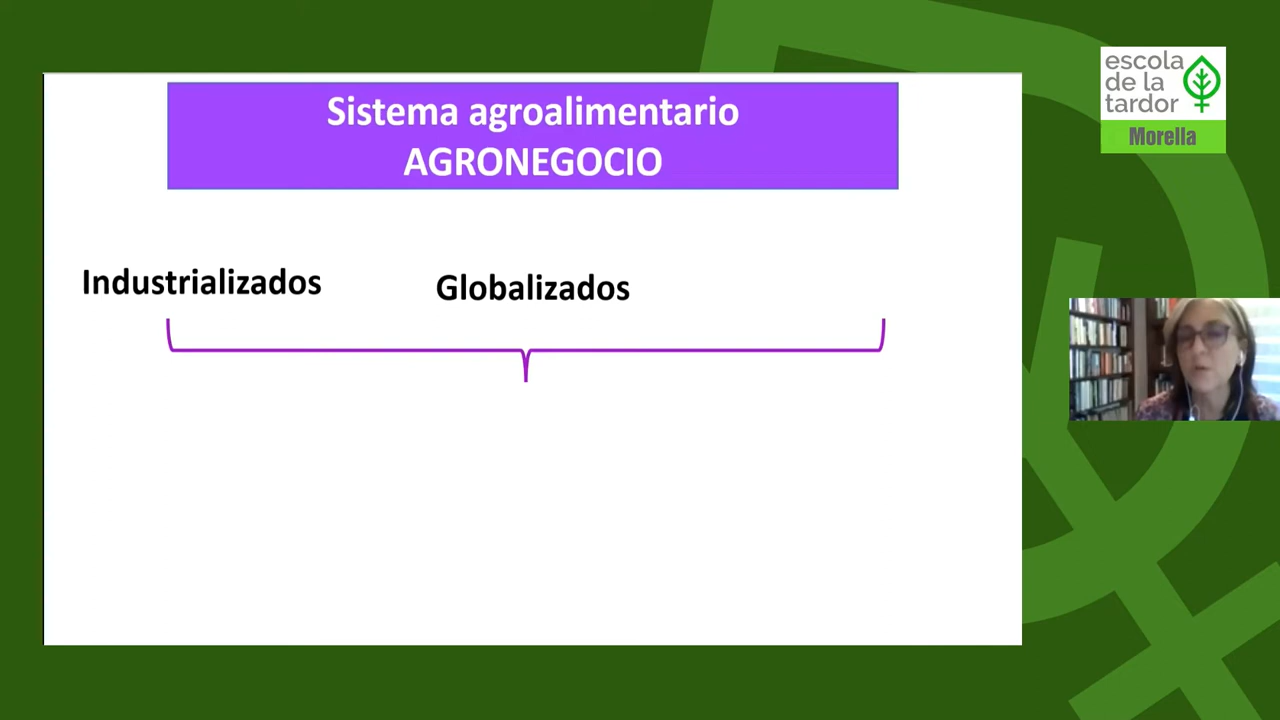 Sistema agroalimentario
AGRONEGOCIO
Industrializados
Globalizados
escola
de la
tardor
Morella